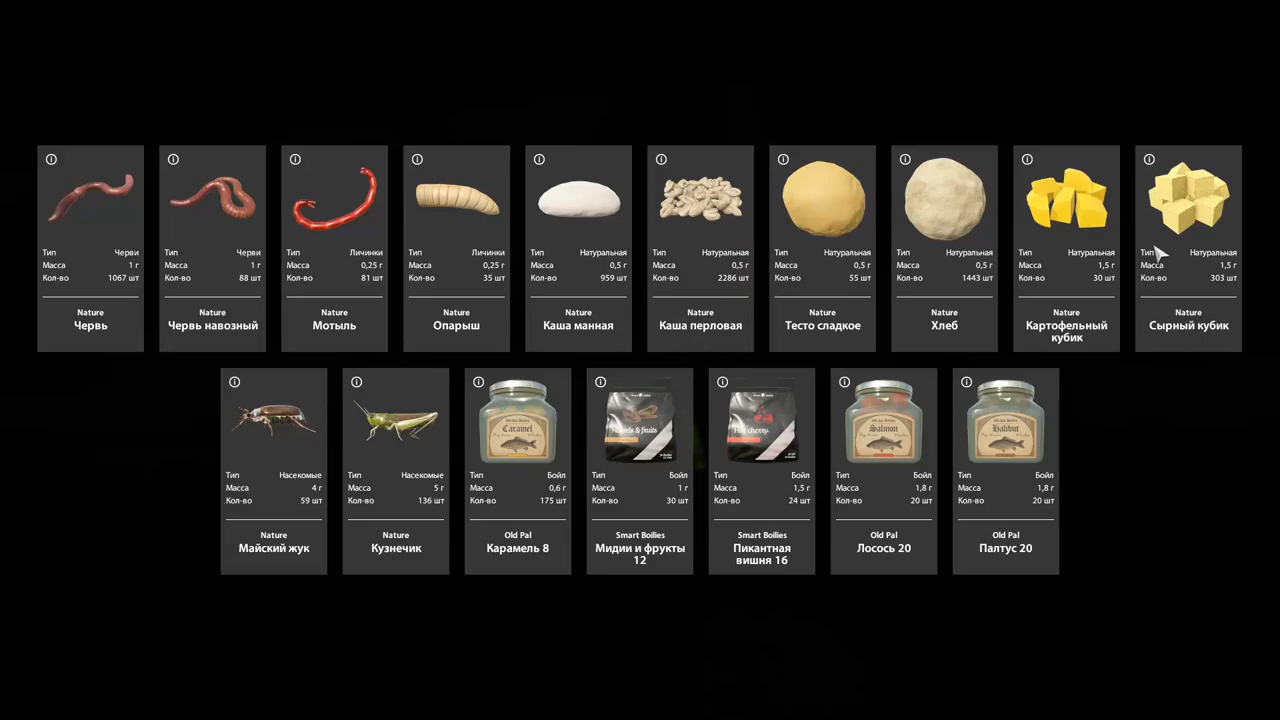 Тип Черви
Масса 1 г
Кол-во 1067 шт
Nature
Червь
Тип Черви
Масса 1 г
Кол-во 88 шт
Nature
Червь навозный
Тип Личинки
Масса 0,25 г
Кол-во 81 шт
Nature
Мотыль
Тип Личинки
Масса 0,25 г
Кол-во 35 шт
Nature
Опарыш
Тип Натуральная
Масса 0,5 г
Кол-во 959 шт
Nature
Каша манная
Тип Натуральная
Масса 0,5 г
Кол-во 2286 шт
Nature
Каша перловая
Тип Натуральная
Масса 0,5 г
Кол-во 55 шт
Nature
Тесто сладкое
Тип Натуральная
Масса 0,5 г
Кол-во 1443 шт
Nature
Хлеб
Тип Натуральная
Масса 1,5 г
Кол-во 30 шт
Nature
Картофельный
кубик
Тип Натуральная
Масса 1,5 г
Кол-во 303 шт
Nature
Сырный кубик
Тип Насекомые
Масса 4 г
Кол-во 59 шт
Nature
Майский жук
Тип Насекомые
Масса 5 г
Кол-во 136 шт
Nature
Кузнечик
Caramel
Тип Бойл
Масса 0,6 г
Кол-во 175 шт
Old Pal
Карамель 8
& fruits
Тип Бойл
Масса 1 г
Кол-во 30 шт
Smart Boilies
Мидии и фрукты
12
cherry
Тип Бойл
Масса 1,5 г
Кол-во 24 шт
Smart Boilies
Пикантная
вишня 16
Salmon
Тип Бойл
Масса 1,8 г
Кол-во 20 шт
Old Pal
Лосось 20
Halibut
Тип Бойл
Масса 1,8 г
Кол-во 20 шт
Old Pal
Палтус 20